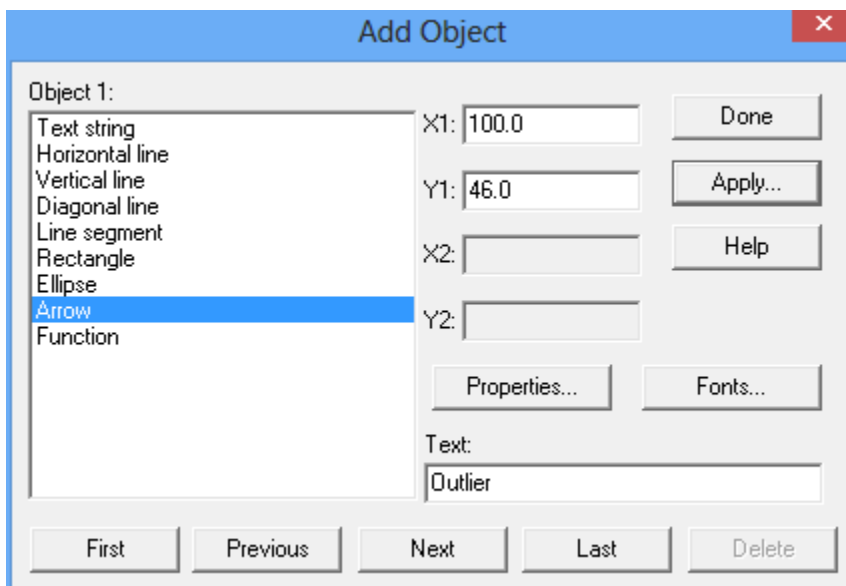 Add Object
Object 1:
Text string
Horizontal line
Vertical line
Diagonal line
Line segment
Rectangle
Ellipse
Arrow
Function
X1: 100.0
Y1: 46.0
X2:
Y2:
Done
Apply...
Help
Properties...
Fonts...
Text:
Outlier
First
Previous
Next
Last
Delete